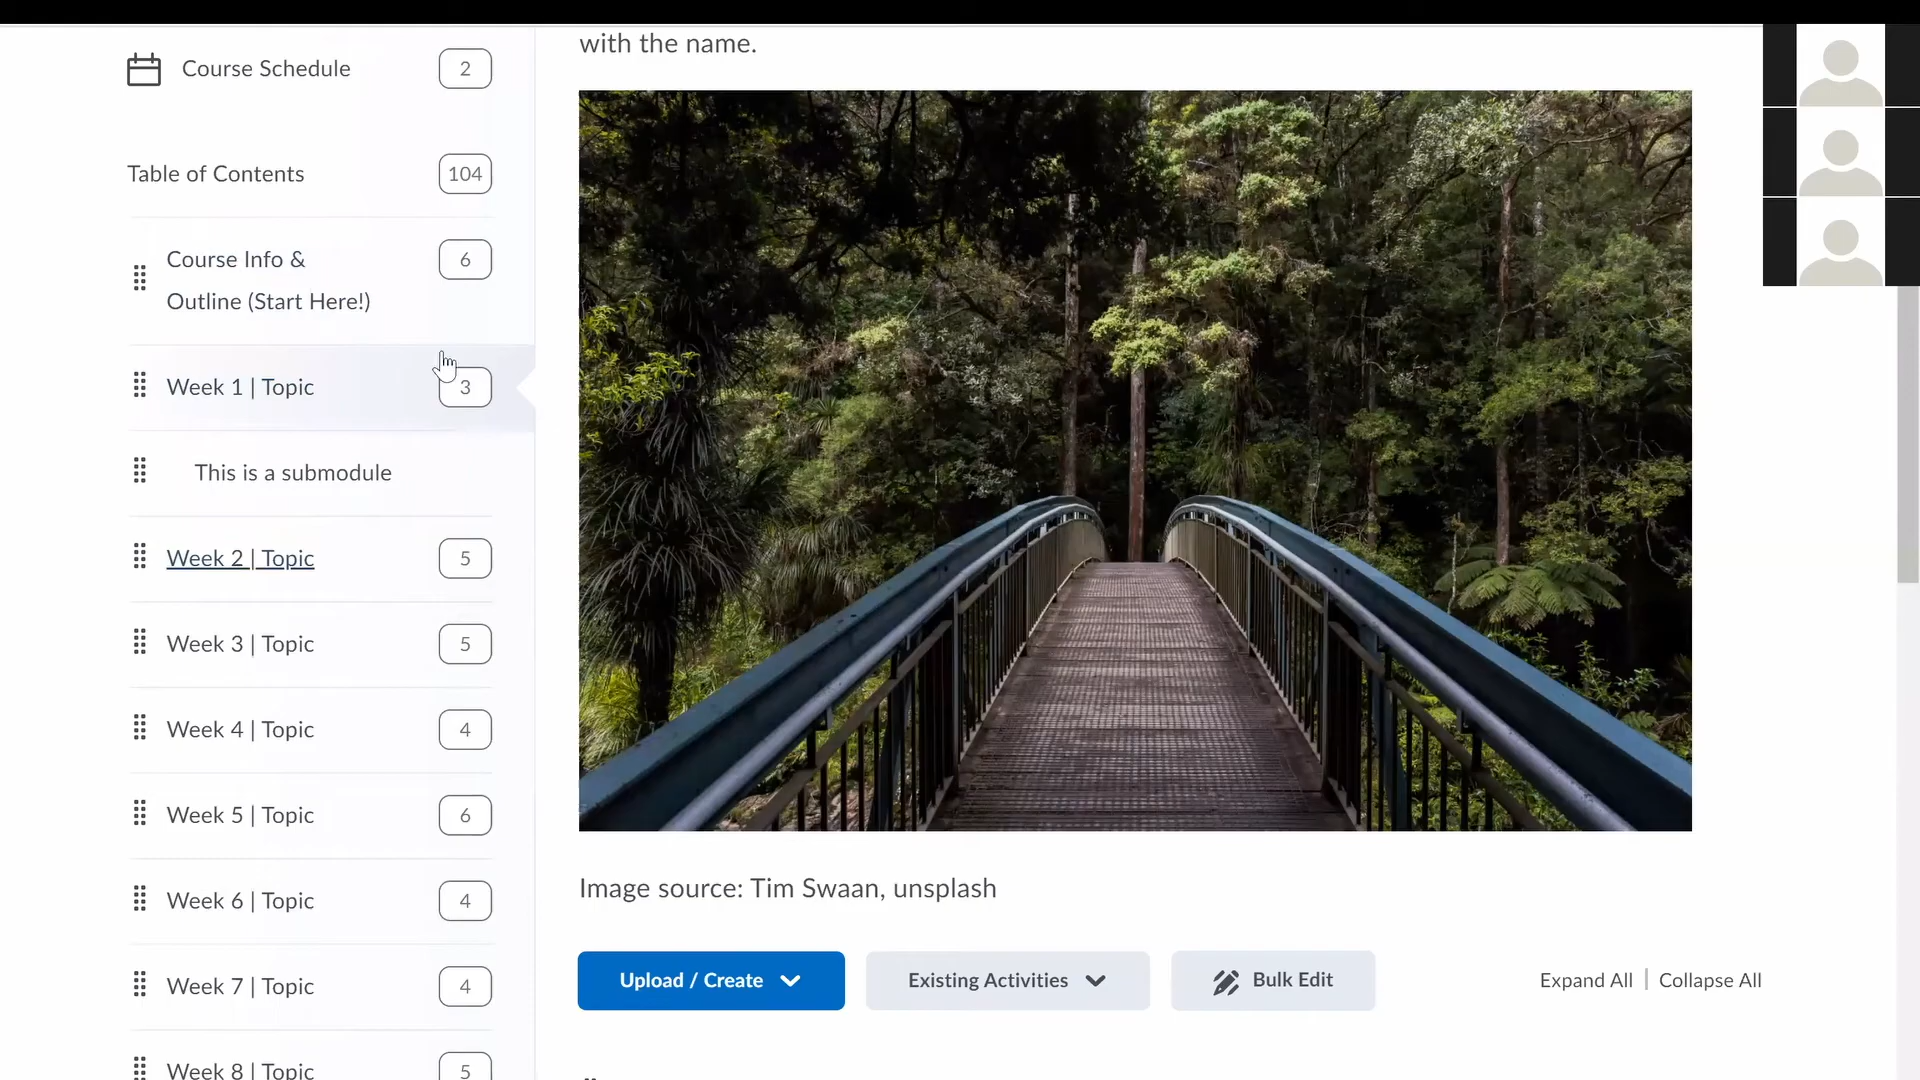 with the name.
Course Schedule 2
Table of Contents 104
Course Info & 6
Outline (Start Here!)
Week 1 | Topic 3
This is a submodule
Week 2 | Topic 5
Week 3 | Topic 5
Week 4 | Topic 4
Week 5 | Topic 6
Week 6 | Topic 4
Week 7 | Topic 4
Week 8 | Topic 5
Image source: Tim Swaan, unsplash
Upload / Create
Existing Activities
Bulk Edit
Expand All | Collapse All